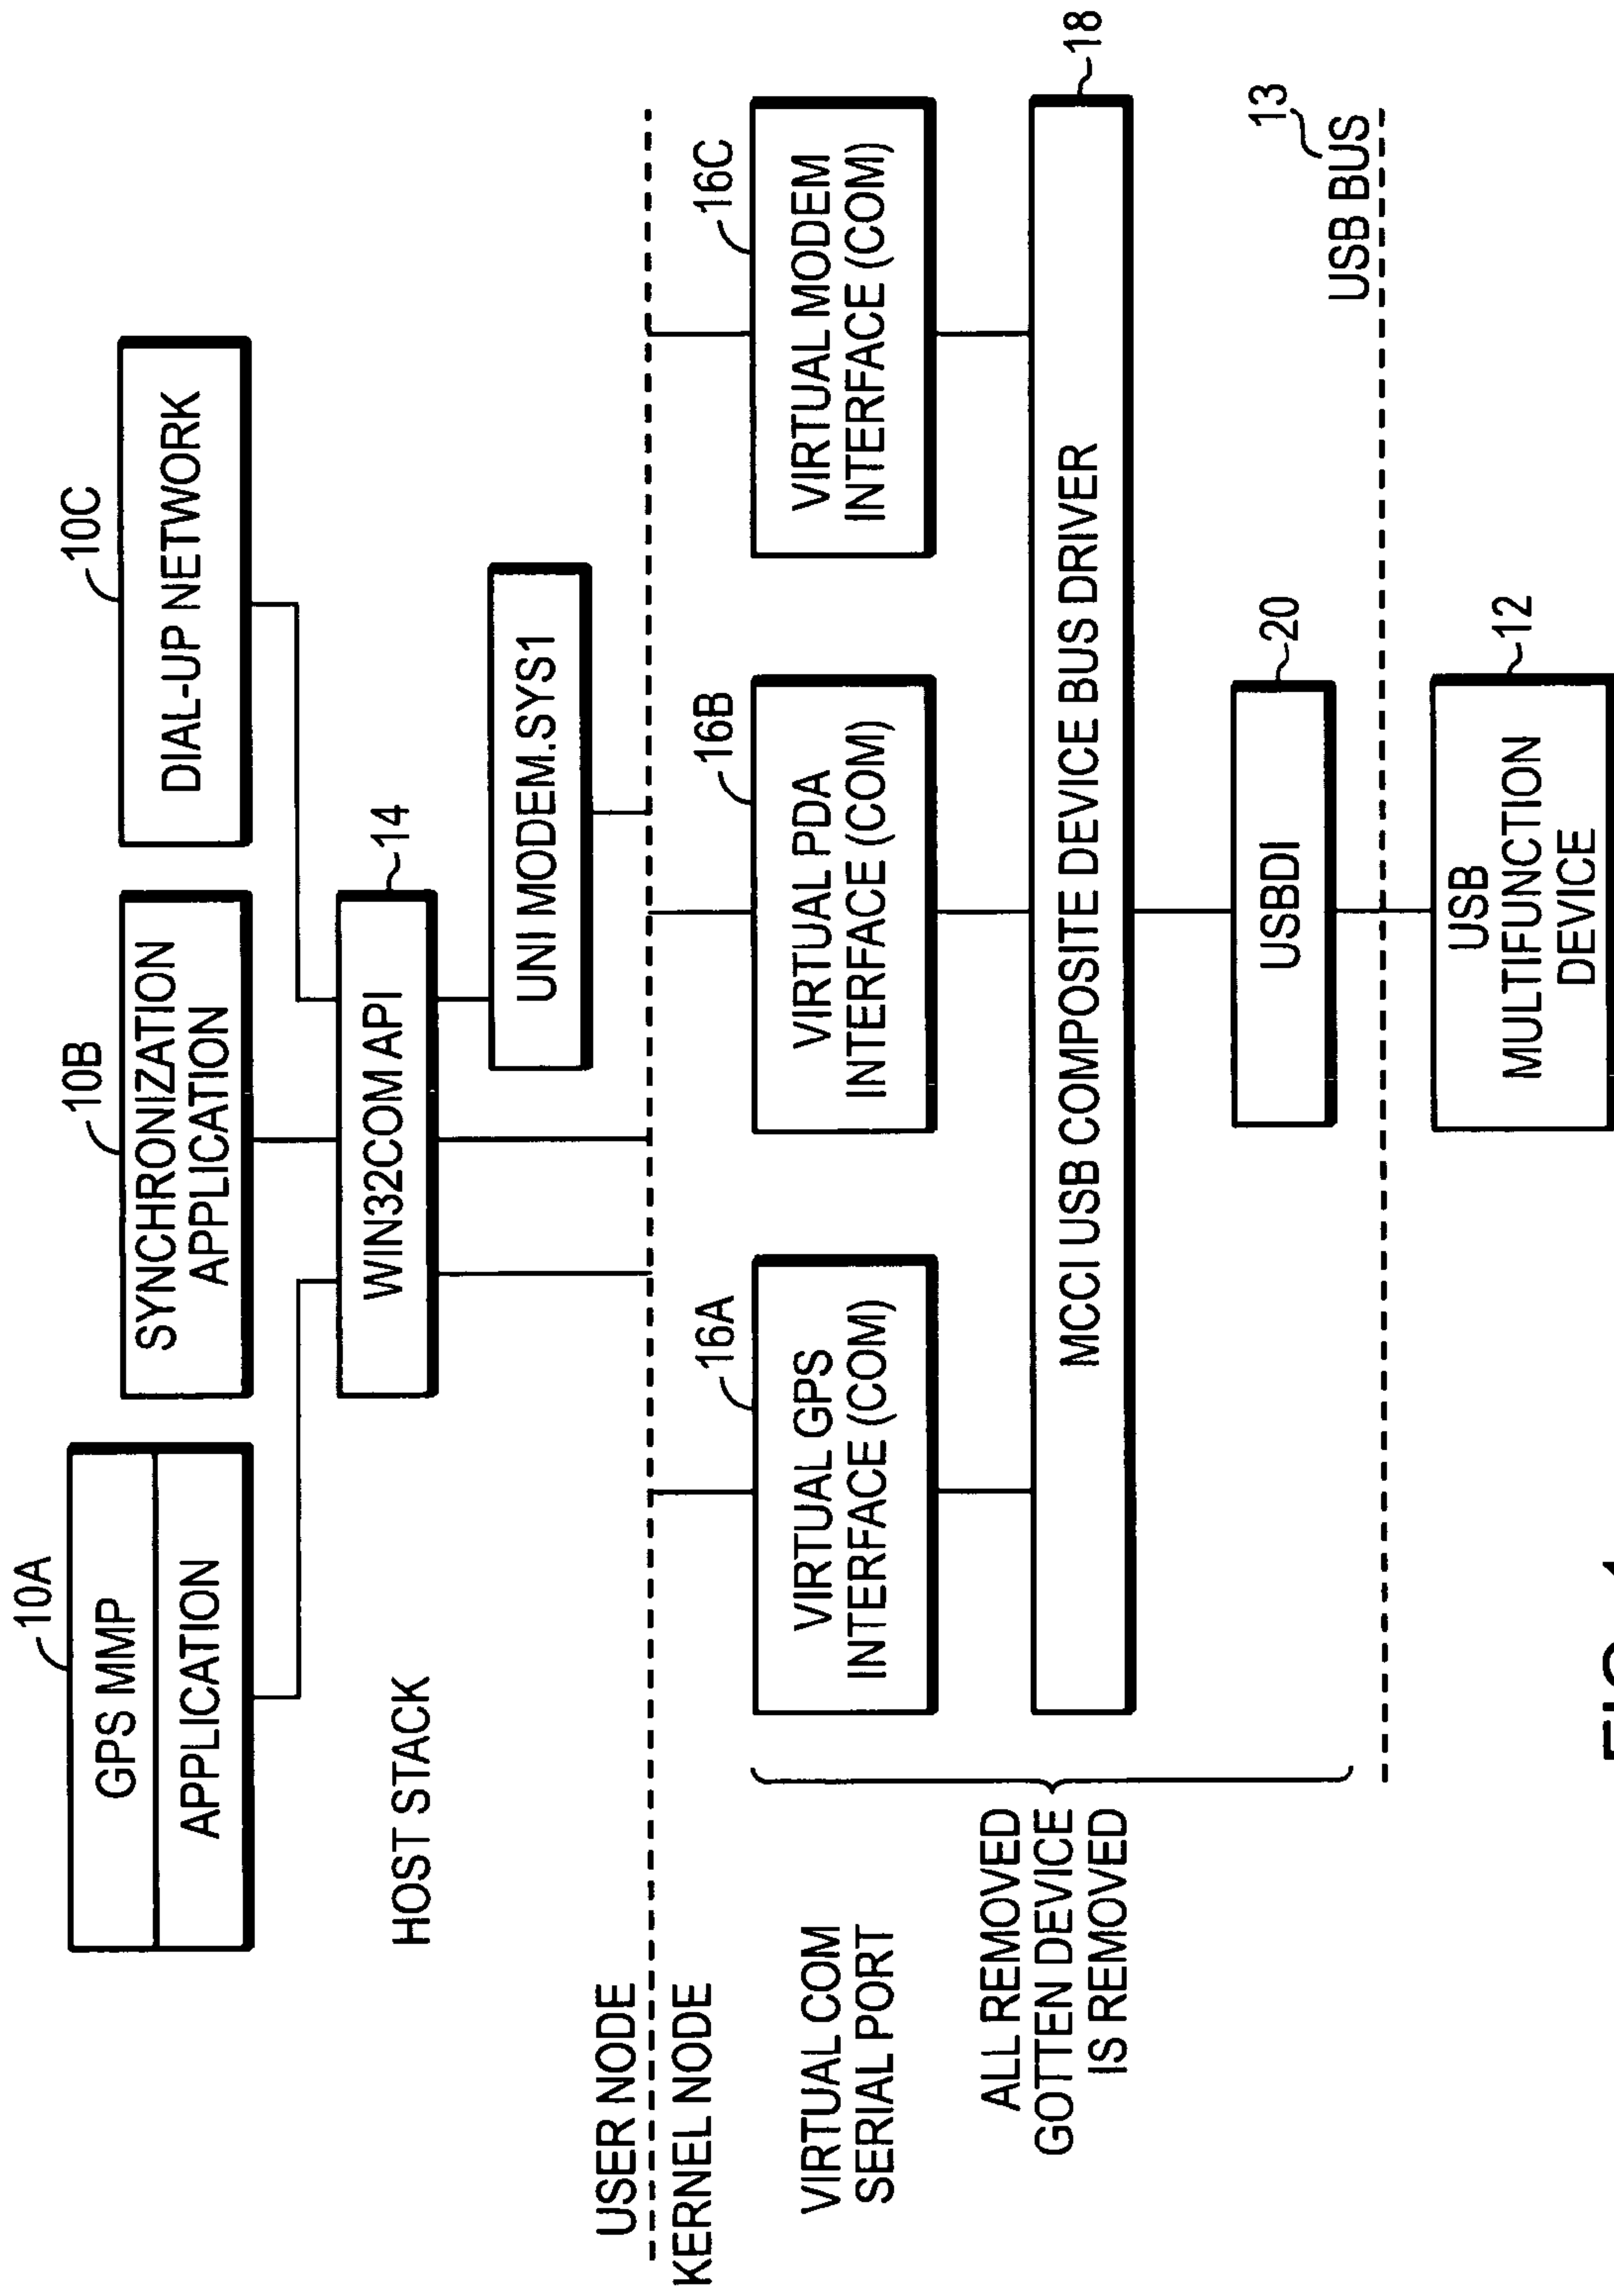 10A
GPS MMP
APPLICATION
10B
SYNCHRONIZATION
APPLICATION
10C
DIAL-UP NETWORK
HOST STACK
WIN32COM API
14
UNI MODEM.SYS1
USER NODE
KERNEL NODE
VIRTUAL COM
SERIAL PORT
16A
VIRTUAL GPS
INTERFACE (COM)
16B
VIRTUAL PDA
INTERFACE (COM)
16C
VIRTUAL MODEM
INTERFACE (COM)
ALL REMOVED
GOTTEN DEVICE
IS REMOVED
MCCI USB COMPOSITE DEVICE BUS DRIVER
18
USBDI
20
13
USB BUS
USB
MULTIFUNCTION
DEVICE
12